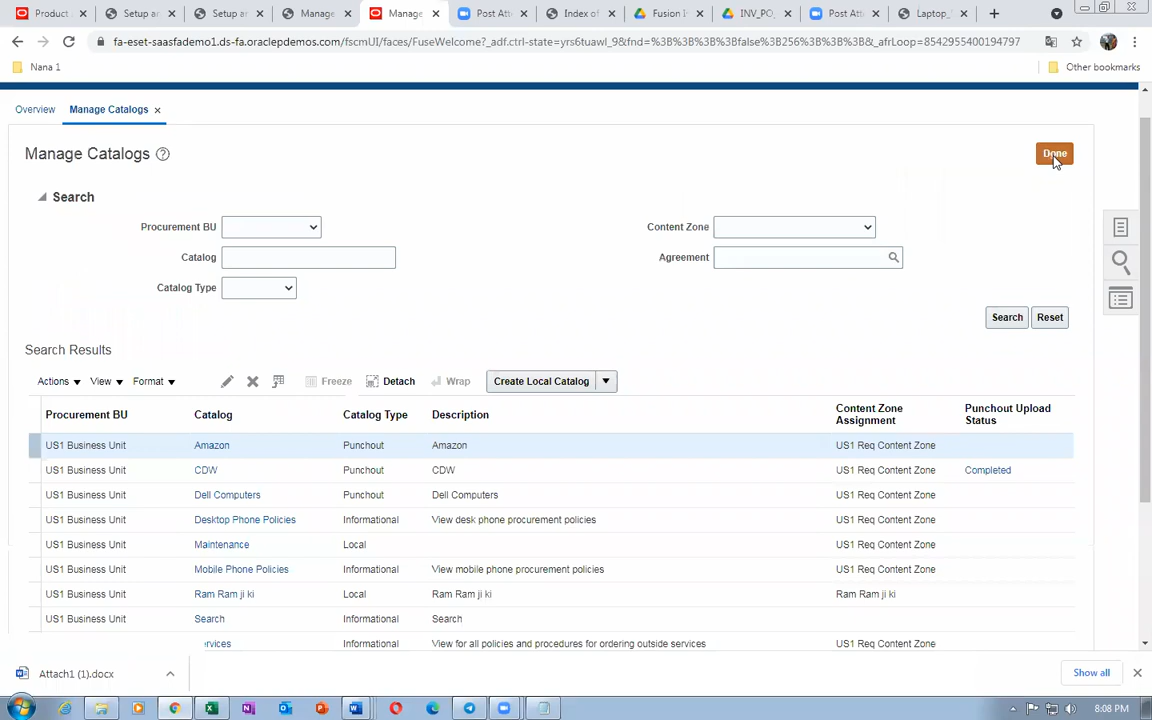 Product
Setup an
Setup an
Manage
Manage
Post Att
Index of
Fusion I
INV_PO_
Post Att
Laptop_
fa-eset-saasfademo1.ds-fa.oraclepdemos.com/fscmUI/faces/FuseWelcome?_adf.ctrl-state=yrs6tuawl_9&fnd=%3B%3B%3B%3Bfalse%3B256%3B%3B%3B&_afrLoop=8542955400194797
Nana 1
Other bookmarks
Overview
Manage Catalogs
Manage Catalogs
Done
Search
Procurement BU
Content Zone
Catalog
Agreement
Catalog Type
Search Reset
Search Results
Actions View Format Freeze Detach Wrap Create Local Catalog
Procurement BU Catalog Catalog Type Description Content Zone Assignment Punchout Upload Status
US1 Business Unit Amazon Punchout Amazon US1 Req Content Zone
US1 Business Unit CDW Punchout CDW US1 Req Content Zone Completed
US1 Business Unit Dell Computers Punchout Dell Computers US1 Req Content Zone
US1 Business Unit Desktop Phone Policies Informational View desk phone procurement policies US1 Req Content Zone
US1 Business Unit Maintenance Local US1 Req Content Zone
US1 Business Unit Mobile Phone Policies Informational View mobile phone procurement policies US1 Req Content Zone
US1 Business Unit Ram Ram ji ki Local Ram Ram ji ki Ram Ram ji ki
US1 Business Unit Search Informational Search
ervices Informational View for all policies and procedures for ordering outside services US1 Req Content Zone
Attach1 (1).docx
Show all
8:08 PM